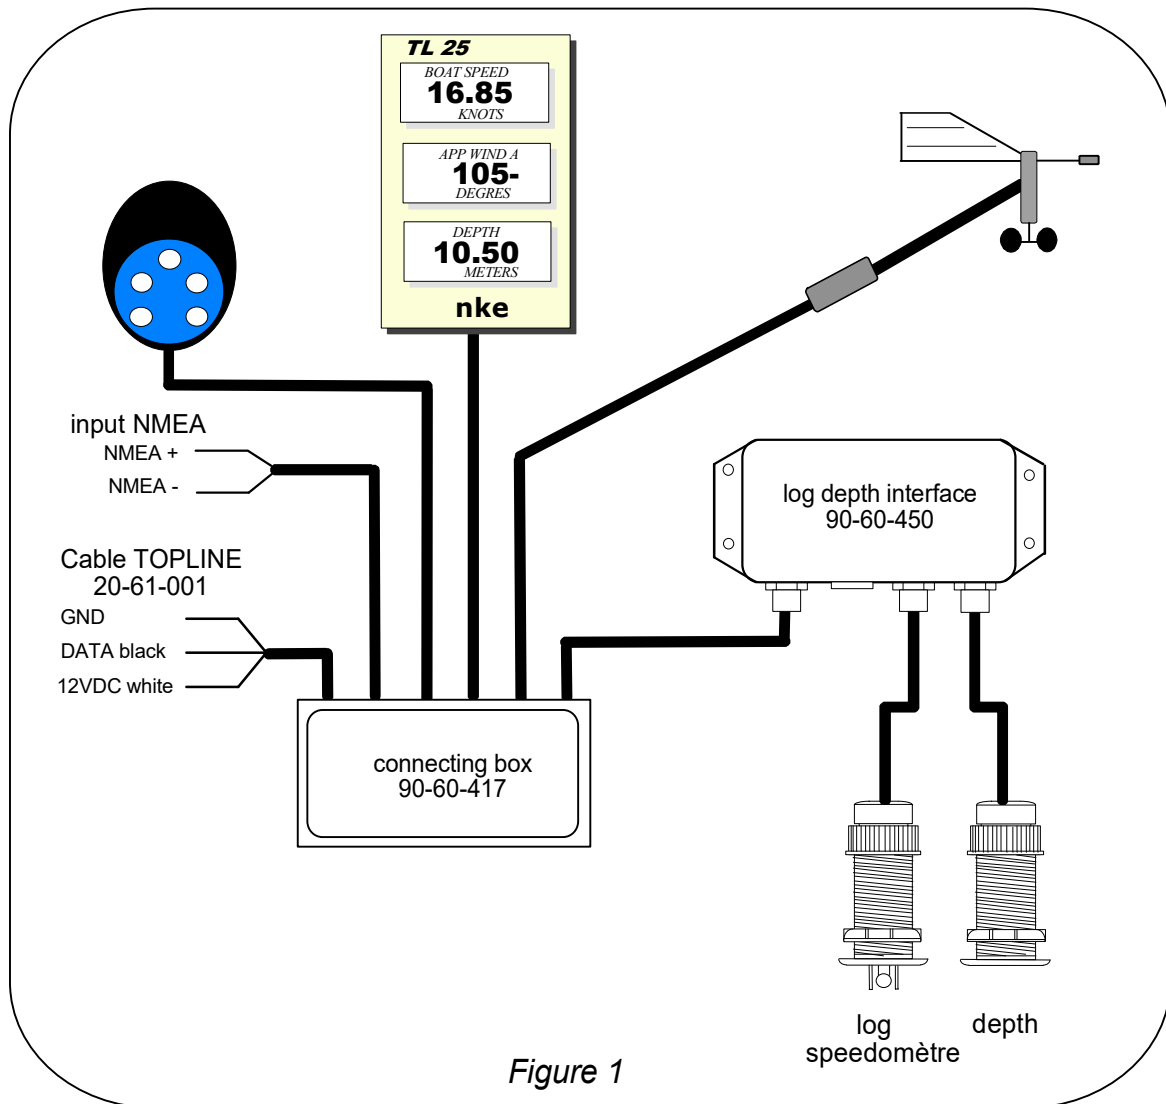 TL 25
BOAT SPEED
16.85
KNOTS
APP WIND A
105-
DEGRES
DEPTH
10.50
METERS
nke
input NMEA
NMEA +
NMEA -
Cable TOPLINE
20-61-001
GND
DATA black
12VDC white
log depth interface
90-60-450
connecting box
90-60-417
log
speedomètre
depth
Figure 1